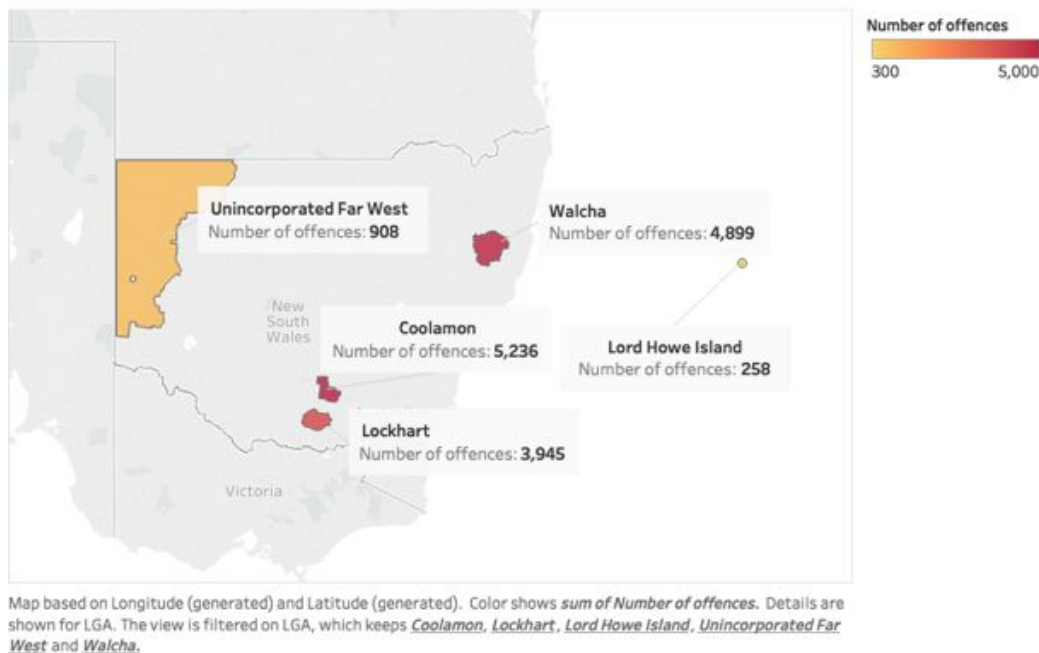 Number of offences
300 5,000
Unincorporated Far West
Number of offences: 908
Walcha
Number of offences: 4,899
New
South
Wales
Coolamon
Number of offences: 5,236
Lord Howe Island
Number of offences: 258
Lockhart
Number of offences: 3,945
Victoria
Map based on Longitude (generated) and Latitude (generated). Color shows sum of Number of offences. Details are
shown for LGA. The view is filtered on LGA, which keeps Coolamon, Lockhart, Lord Howe Island, Unincorporated Far
West and Walcha.